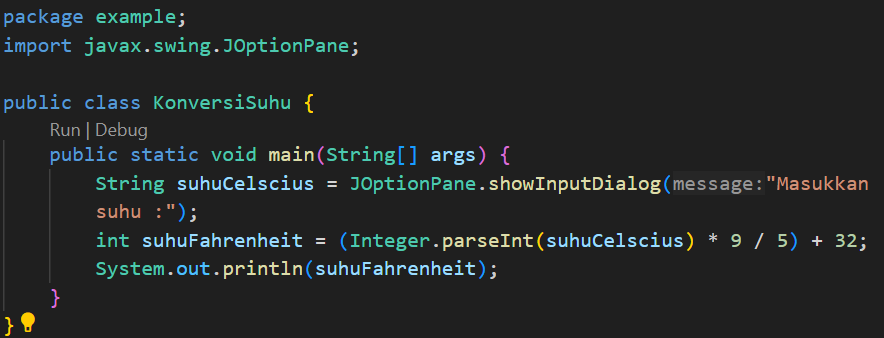 package example;
import javax.swing.JOptionPane;
public class KonversiSuhu {
Run | Debug
public static void main(String[] args) {
String suhuCelscius = JOptionPane.showInputDialog(message:"Masukkan
suhu :");
int suhuFahrenheit = (Integer.parseInt(suhuCelscius) * 9 / 5) + 32;
System.out.println(suhuFahrenheit);
}
}